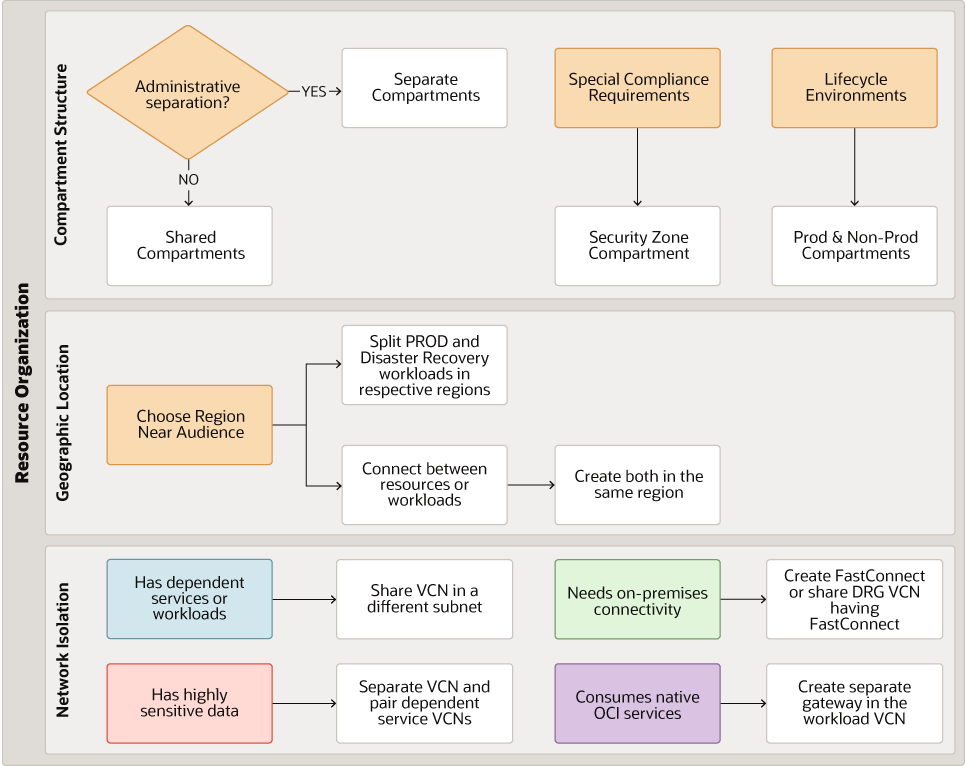 Resource Organization
Compartment Structure
Administrative
separation?
YES
Separate
Compartments
NO
Shared
Compartments
Special Compliance
Requirements
Security Zone
Compartment
Lifecycle
Environments
Prod & Non-Prod
Compartments
Geographic Location
Choose Region
Near Audience
Split PROD and
Disaster Recovery
workloads in
respective regions
Connect between
resources or
workloads
Create both in the
same region
Network Isolation
Has dependent
services or
workloads
Share VCN in a
different subnet
Needs on-premises
connectivity
Create FastConnect
or share DRG VCN
having
FastConnect
Has highly
sensitive data
Separate VCN and
pair dependent
service VCNs
Consumes native
OCI services
Create separate
gateway in the
workload VCN